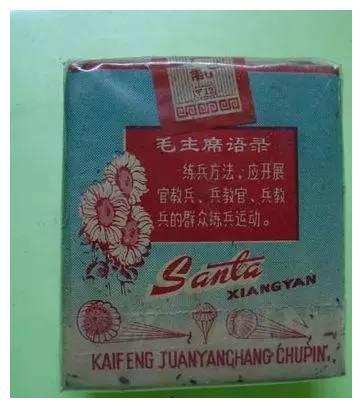 毛主席语录
练兵方法，应开展
官教兵、兵教官、兵教
兵的群众练兵运动。
Santa
XIANGYAN
KAIFENG JUANYANCHANG CHUPIN